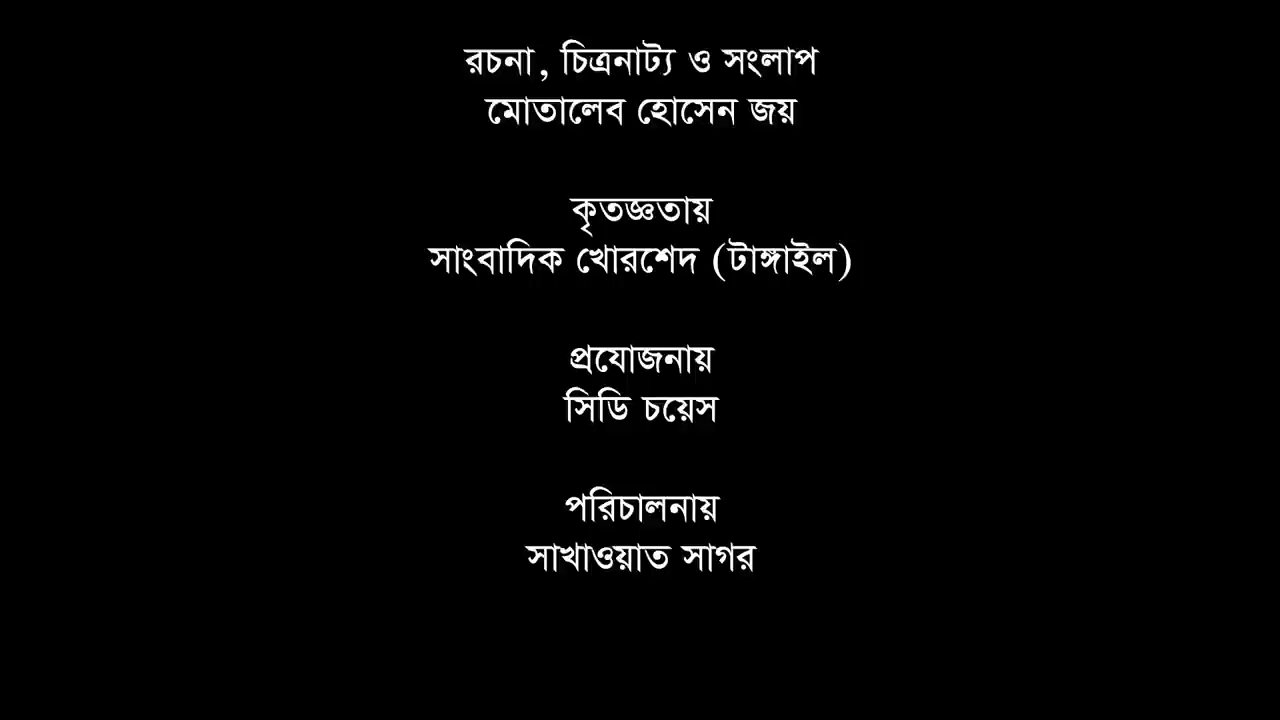 রচনা, চিত্রনাট্য ও সংলাপ
মোতালেব হোসেন জয়
কৃতজ্ঞতায়
সাংবাদিক খোরশেদ (টাঙ্গাইল)
প্রযোজনায়
সিডি চয়েস
পরিচালনায়
সাখাওয়াত সাগর